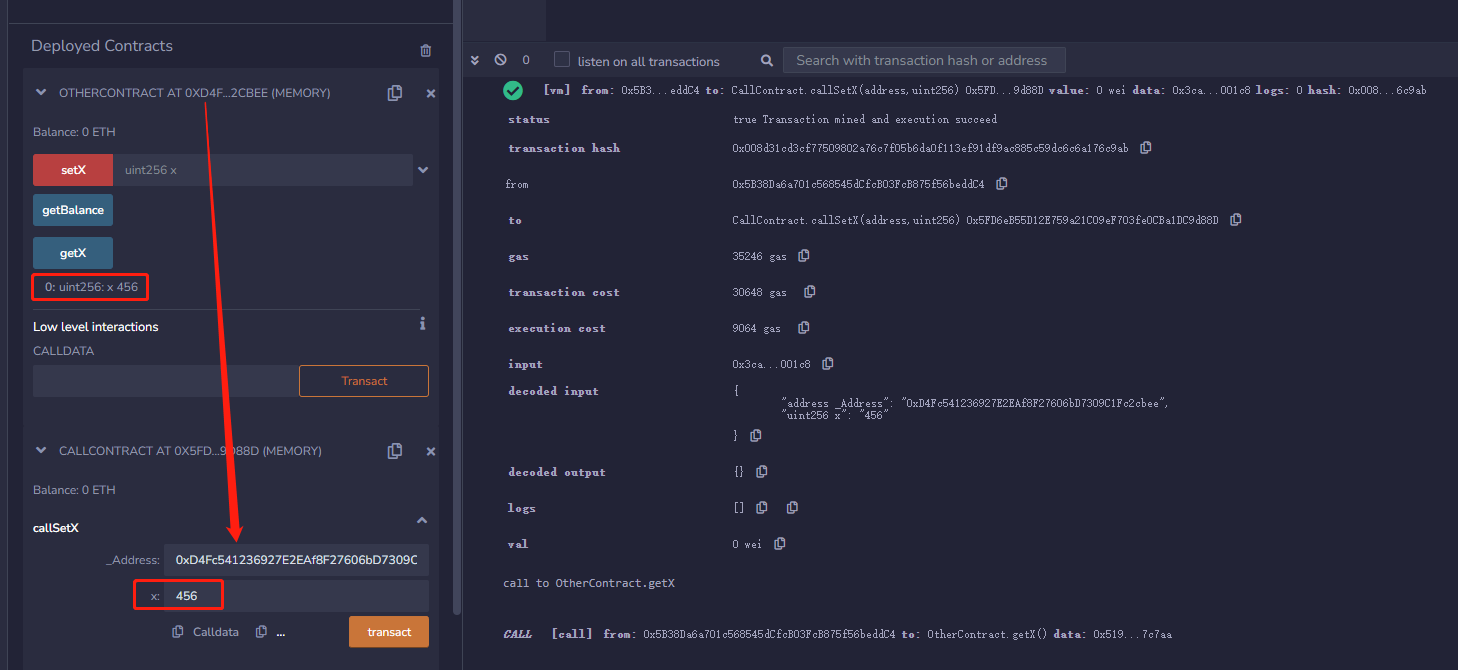 Deployed Contracts
OTHERCONTRACT AT 0XD4F...2CBEE (MEMORY)
Balance: 0 ETH
setX
uint256 x
getBalance
getX
0: uint256: x 456
Low level interactions
i
CALLDATA
Transact
CALLCONTRACT AT 0X5FD...9D88D (MEMORY)
Balance: 0 ETH
callSetX
_Address: 0xD4Fc541236927E2EAf8F27606bD7309C
x: 456
Calldata
...
transact
0
listen on all transactions
Search with transaction hash or address
[vm] from: 0x5B3...eddC4 to: CallContract.callSetX(address,uint256) 0x5FD...9d88D value: 0 wei data: 0x3ca...001c8 logs: 0 hash: 0x008...6c9ab
status true Transaction mined and execution succeed
transaction hash 0x008d31cd3cf77509802a76c7f05b6da0f113ef91df9ac885c59dc6c6a176c9ab
from 0x5B38Da6a701c568545dCfcB03FcB875f56beddC4
to CallContract.callSetX(address,uint256) 0x5FD6eB55D12E759a21C09eF703fe0CBa1DC9d88D
gas 35246 gas
transaction cost 30648 gas
execution cost 9064 gas
input 0x3ca...001c8
decoded input {
"address _Address": "0xD4Fc541236927E2EAf8F27606bD7309C1Fc2cbee",
"uint256 x": "456"
}
decoded output {}
logs []
val 0 wei
call to OtherContract.getX
CALL [call] from: 0x5B38Da6a701c568545dCfcB03FcB875f56beddC4 to: OtherContract.getX() data: 0x519...7c7aa